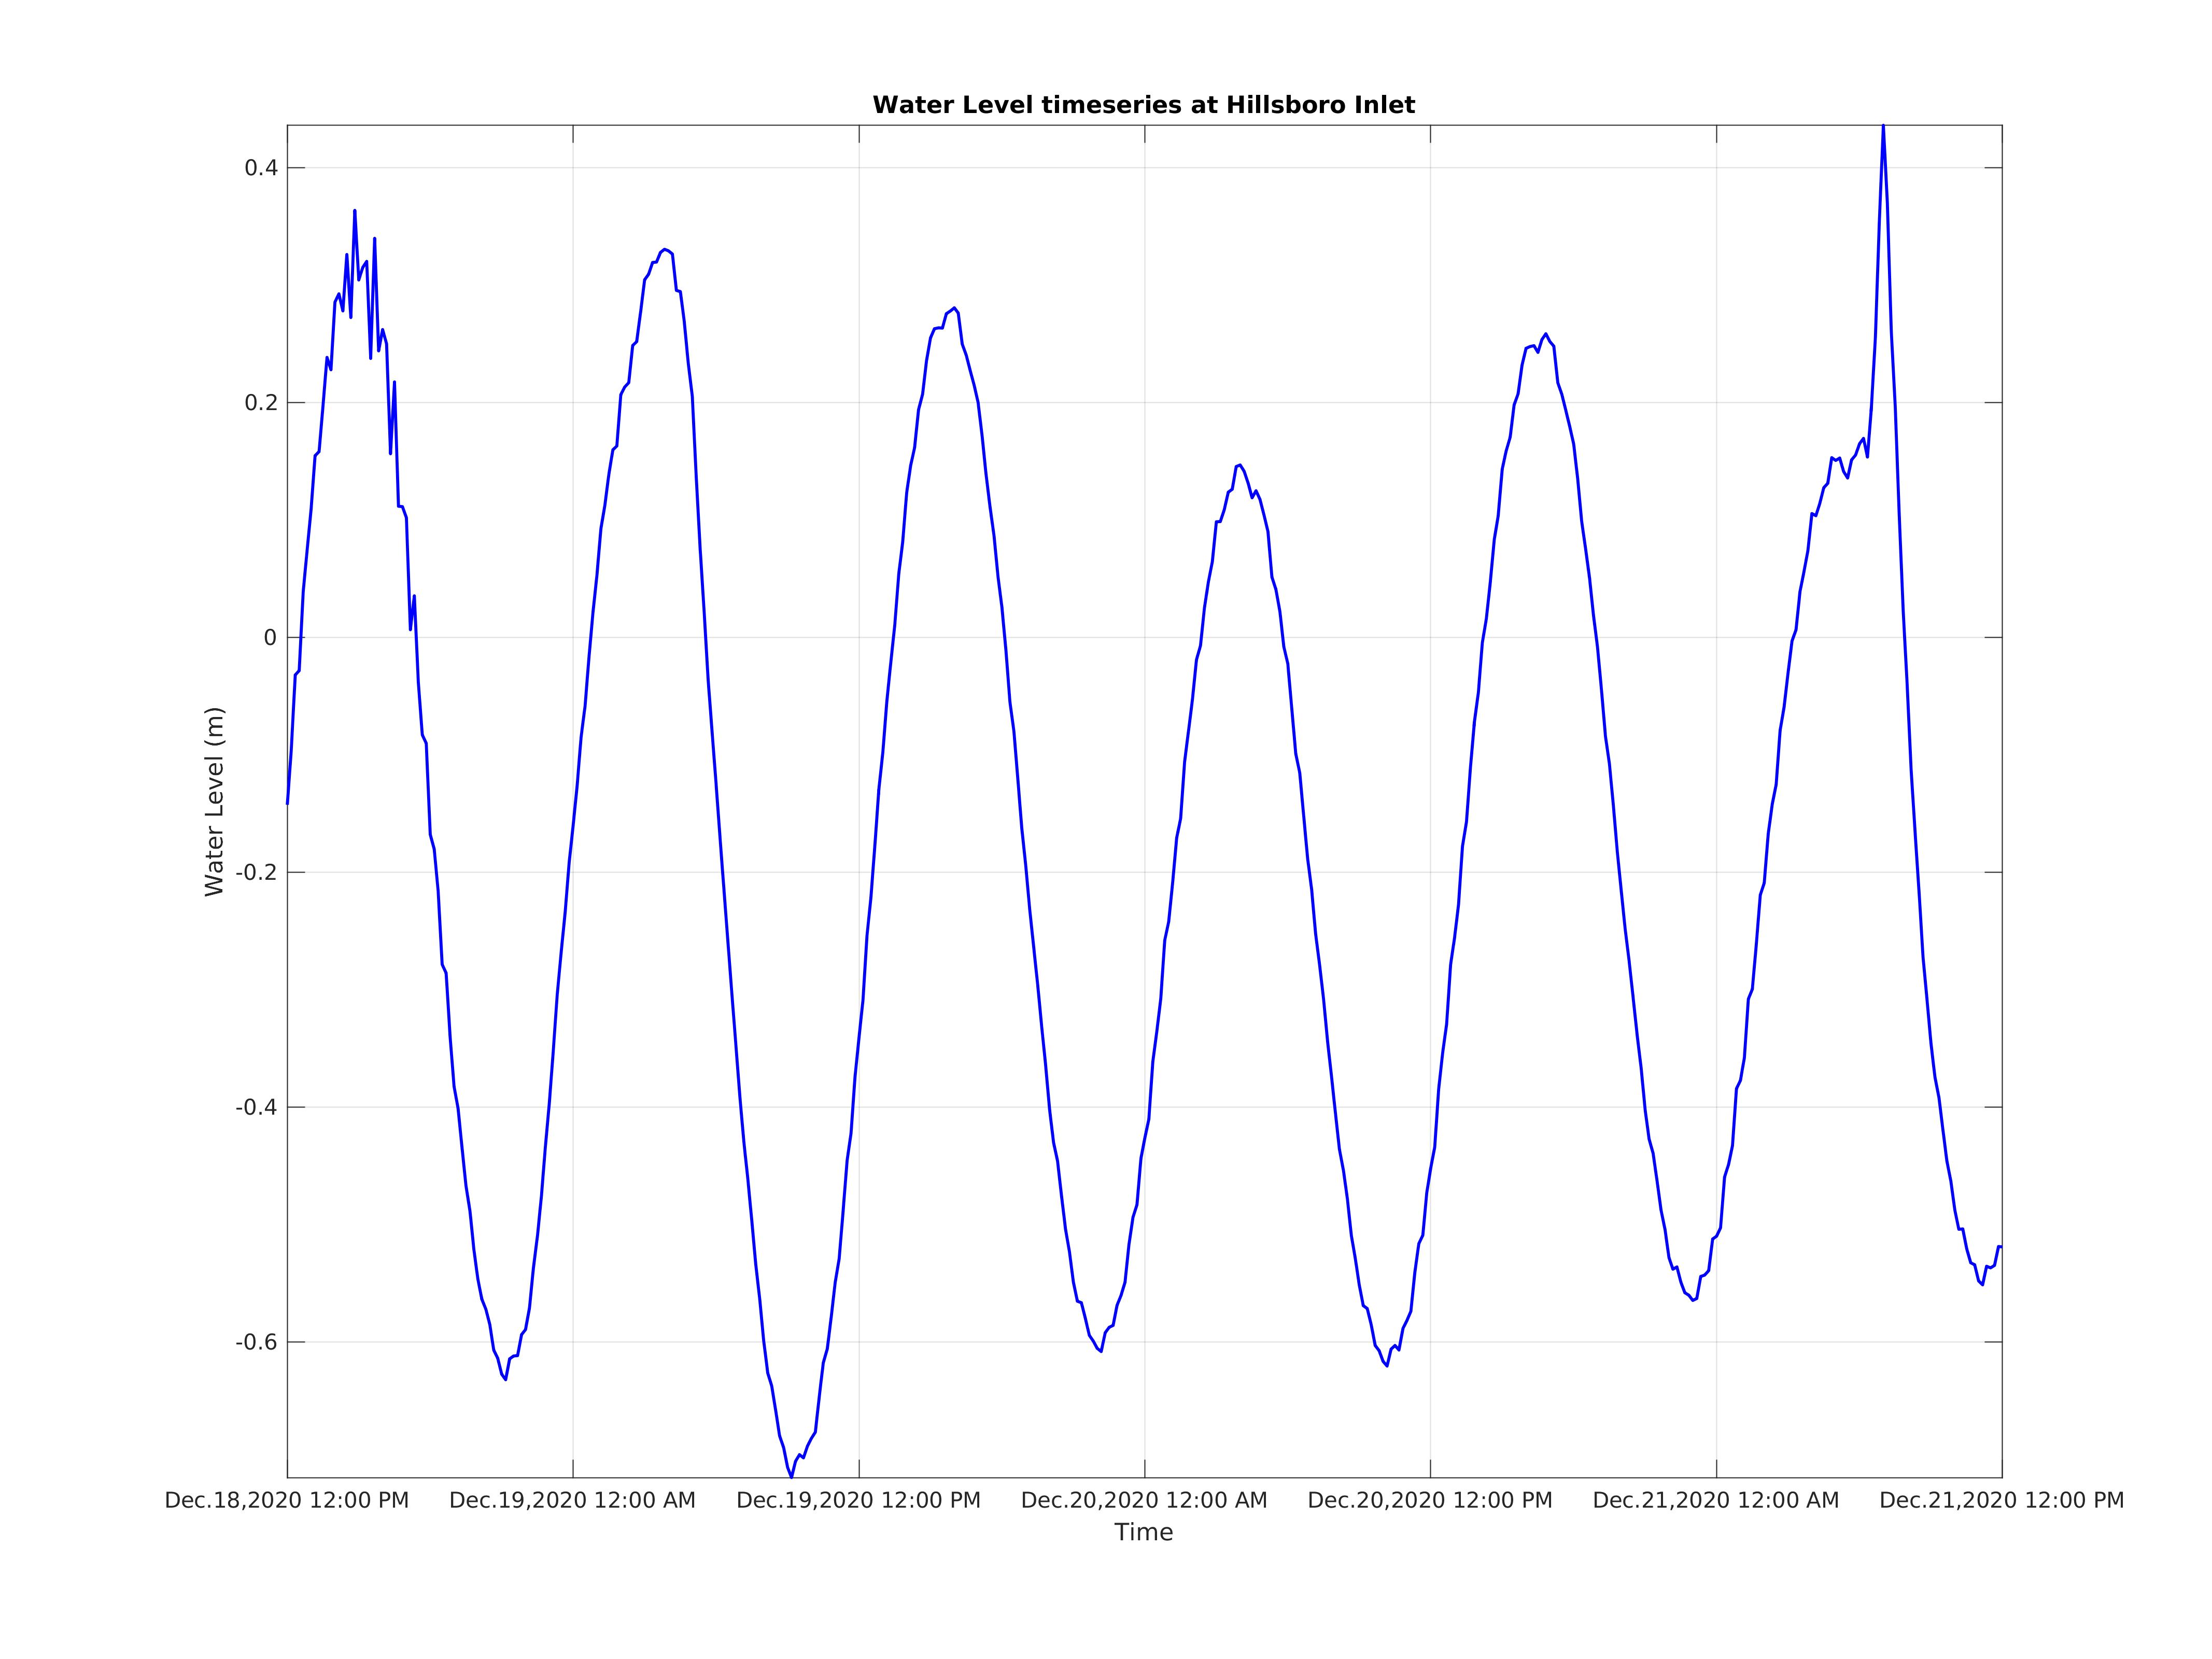 Water Level timeseries at Hillsboro Inlet
0.4
0.2
0
-0.2
-0.4
-0.6
Water Level (m)
Dec.18,2020 12:00 PM
Dec.19,2020 12:00 AM
Dec.19,2020 12:00 PM
Dec.20,2020 12:00 AM
Dec.20,2020 12:00 PM
Dec.21,2020 12:00 AM
Dec.21,2020 12:00 PM
Time